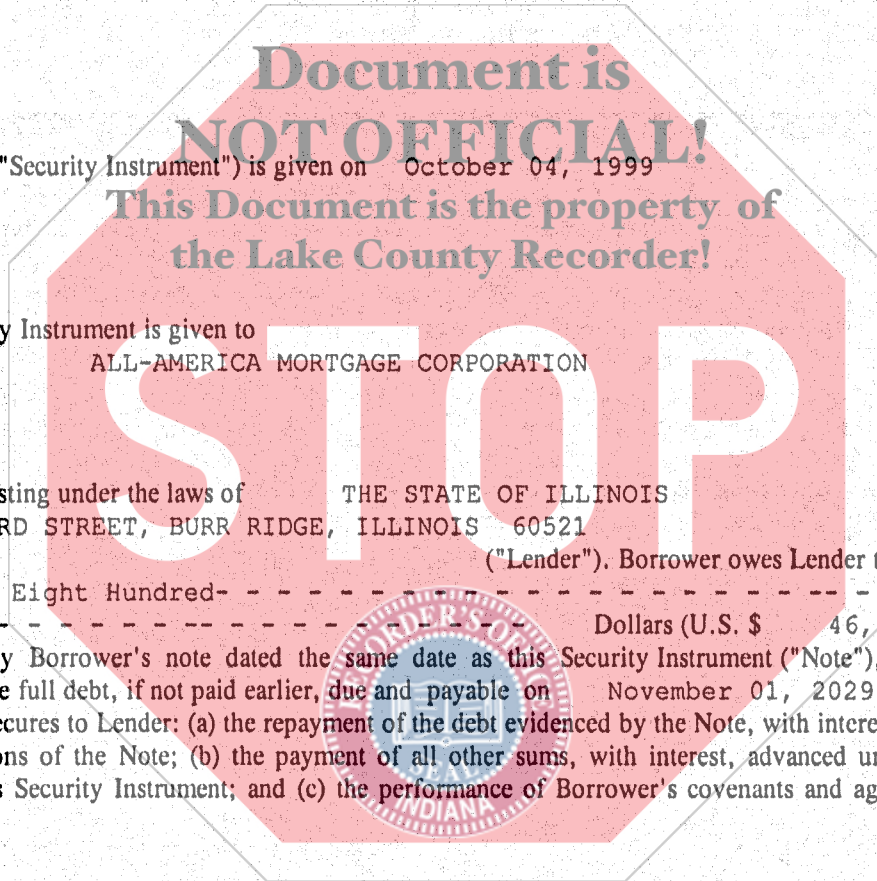 Document is
NOT OFFICIAL!
"Security Instrument") is given on October 04, 1999
This Document is the property of
the Lake County Recorder!
y Instrument is given to
ALL-AMERICA MORTGAGE CORPORATION
STOP
sting under the laws of THE STATE OF ILLINOIS
RD STREET, BURR RIDGE, ILLINOIS 60521
("Lender"). Borrower owes Lender t
Eight Hundred- - - - - - - - - - - - - - - - - - - - - - - -- -
- - - - - - -- - - - - - - - - - - - Dollars (U.S. $ 46,
y Borrower's note dated the same date as this Security Instrument ("Note"),
e full debt, if not paid earlier, due and payable on November 01, 2029
cures to Lender: (a) the repayment of the debt evidenced by the Note, with intere
ons of the Note; (b) the payment of all other sums, with interest, advanced un
s Security Instrument; and (c) the performance of Borrower's covenants and ag
RECORDER'S OFFICE
SEAL
INDIANA